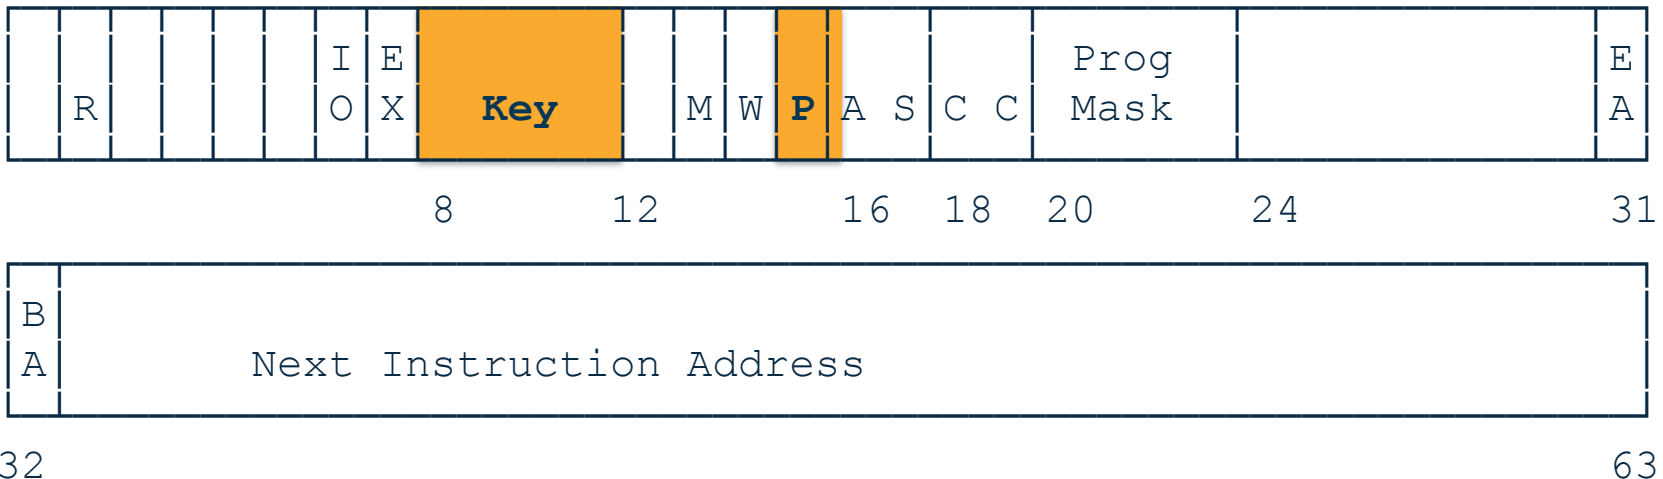 I E Prog E
R O X Key M W P A S C C Mask A
8 12 16 18 20 24 31
B
A Next Instruction Address
32 63